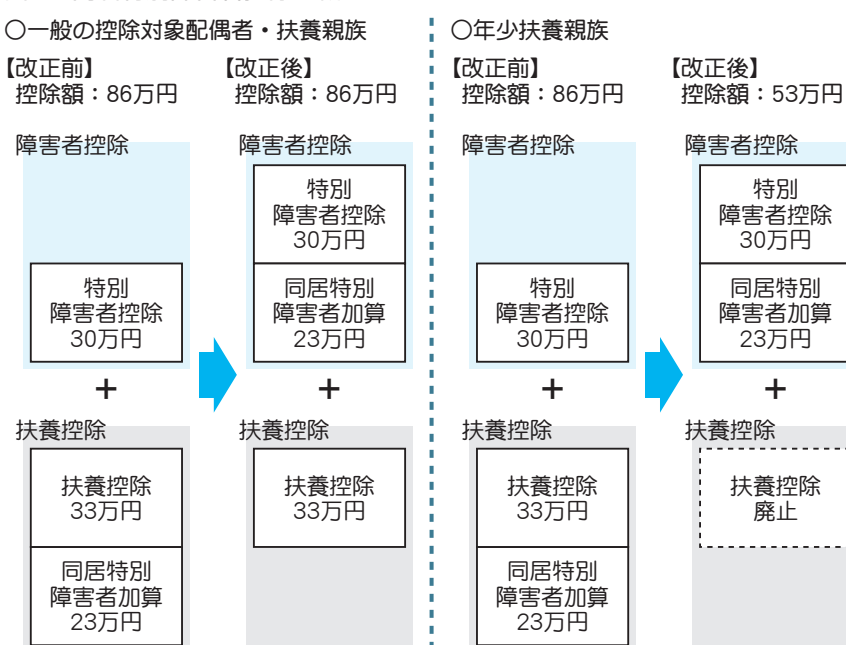 〇一般の控除対象配偶者・扶養親族
【改正前】
控除額：86万円
障害者控除
特別
障害者控除
30万円
＋
扶養控除
扶養控除
33万円
同居特別
障害者加算
23万円
【改正後】
控除額：86万円
障害者控除
特別
障害者控除
30万円
同居特別
障害者加算
23万円
＋
扶養控除
扶養控除
33万円
〇年少扶養親族
【改正前】
控除額：86万円
障害者控除
特別
障害者控除
30万円
＋
扶養控除
扶養控除
33万円
同居特別
障害者加算
23万円
【改正後】
控除額：53万円
障害者控除
特別
障害者控除
30万円
同居特別
障害者加算
23万円
＋
扶養控除
扶養控除
廃止